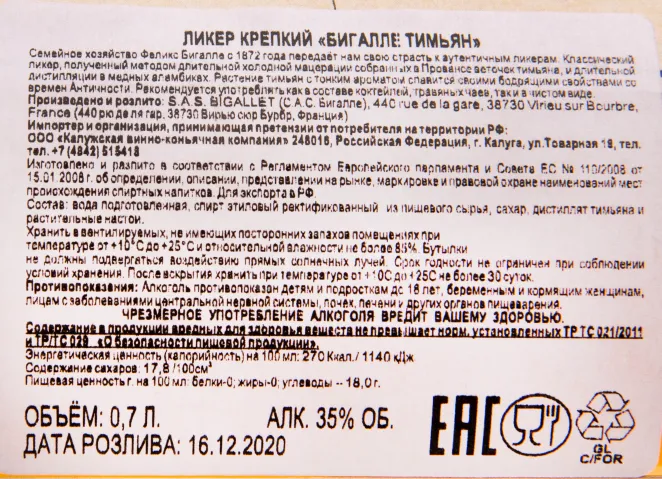 ЛИКЕР КРЕПКИЙ «БИГАЛЛЕ ТИМЬЯН»
Семейное хозяйство Феликс Бигалле с 1872 года передаёт нам свою страсть к аутентичным ликерам. Классический
ликер, полученный методом длительной холодной мацерации собранных в Провансе веточек тимьяна, и длительной
дистилляции в медных аламбиках. Растение тимьян с тонким ароматом славится своими бодрящими свойствами со
времен Античности. Рекомендуется употреблять как в составе коктейлей, травяных чаев, так и в чистом виде.
Произведено и розлито: S.A.S. BIGALLET (С.А.С. Бигалле), 440 rue de la gare, 38730 Virieu sur Bourbre,
France (440 рю де ля гар, 38730 Вирью сюр Бурбр, Франция)
Импортер и организация, принимающая претензии от потребителя на территории РФ:
ООО «Калужская винно-коньячная компания» 248016, Российская Федерация, г. Калуга, ул.Товарная 18, тел.
тел. +7 (4842) 515418
Изготовлено и разлито в соответствии с Регламентом Европейского парламента и Совета ЕС № 110/2008 от
15.01.2008 г. об определении, описании, представлении на рынке, маркировке и правовой охране наименований мест
происхождения спиртных напитков. Для экспорта в РФ
Состав: вода подготовленная, спирт этиловый ректификованный из пищевого сырья, сахар, дистиллят тимьяна и
растительные настои.
Хранить в вентилируемых, не имеющих посторонних запахов помещениях при
температуре от +10°С до +25°С и относительной влажности не более 85%. Бутылки
не должны подвергаться воздействию прямых солнечных лучей. Срок годности не ограничен при соблюдении
условий хранения. После вскрытия хранить при температуре от +10С до +25С не более 30 суток.
Противопоказания: Алкоголь противопоказан детям и подросткам до 18 лет, беременным и кормящим женщинам,
лицам с заболеваниями центральной нервной системы, почек, печени и других органов пищеварения.
ЧРЕЗМЕРНОЕ УПОТРЕБЛЕНИЕ АЛКОГОЛЯ ВРЕДИТ ВАШЕМУ ЗДОРОВЬЮ.
Содержание в продукции вредных для здоровья веществ не превышает норм, установленных ТР ТС 021/2011
и ТР/ТС 029 «О безопасности пищевой продукции».
Энергетическая ценность (калорийность) на 100 мл: 270 Ккал./ 1140 кДж
Содержание сахаров: 17,8 /100см³
Пищевая ценность г. на 100 мл: белки-0; жиры-0; углеводы – 18,0г.
ОБЪЁМ: 0,7 Л. АЛК. 35% ОБ.
ДАТА РОЗЛИВА: 16.12.2020
EAC
GL
C/FOR